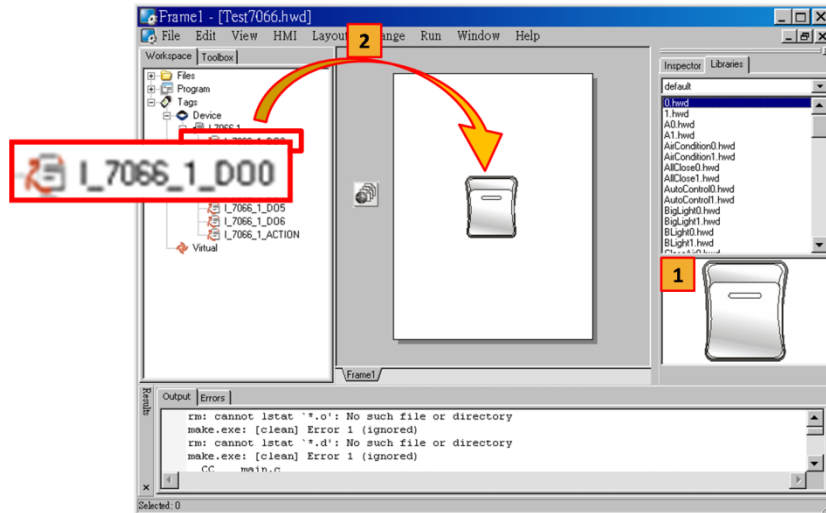 Frame1 - [Test7066.hwd]
File Edit View HMI Layout ange Run Window Help
2
Workspace Toolbox
Files
Program
Tags
Device
I_7066_1
I_7066_1_DO0
I_7066_1_DO5
I_7066_1_DO6
I_7066_1_ACTION
Virtual
Inspector Libraries
default
0.hwd
1.hwd
A0.hwd
A1.hwd
AirCondition0.hwd
AirCondition1.hwd
AllClose0.hwd
AllClose1.hwd
AutoControl0.hwd
AutoControl1.hwd
BigLight0.hwd
BigLight1.hwd
BLight0.hwd
BLight1.hwd
1
Frame1
Results
Output Errors
rm: cannot lstat `*.o': No such file or directory
make.exe: [clean] Error 1 (ignored)
rm: cannot lstat `*.d': No such file or directory
make.exe: [clean] Error 1 (ignored)
CC main.c
Selected: 0